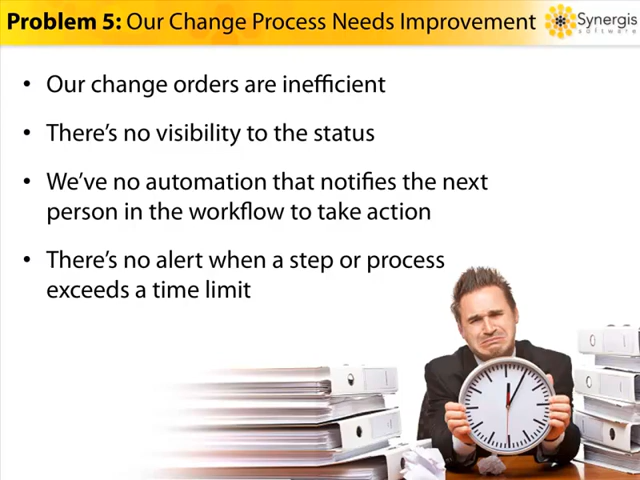 Problem 5: Our Change Process Needs Improvement
Synergis
software
• Our change orders are inefficient
• There's no visibility to the status
• We've no automation that notifies the next
person in the workflow to take action
• There's no alert when a step or process
exceeds a time limit